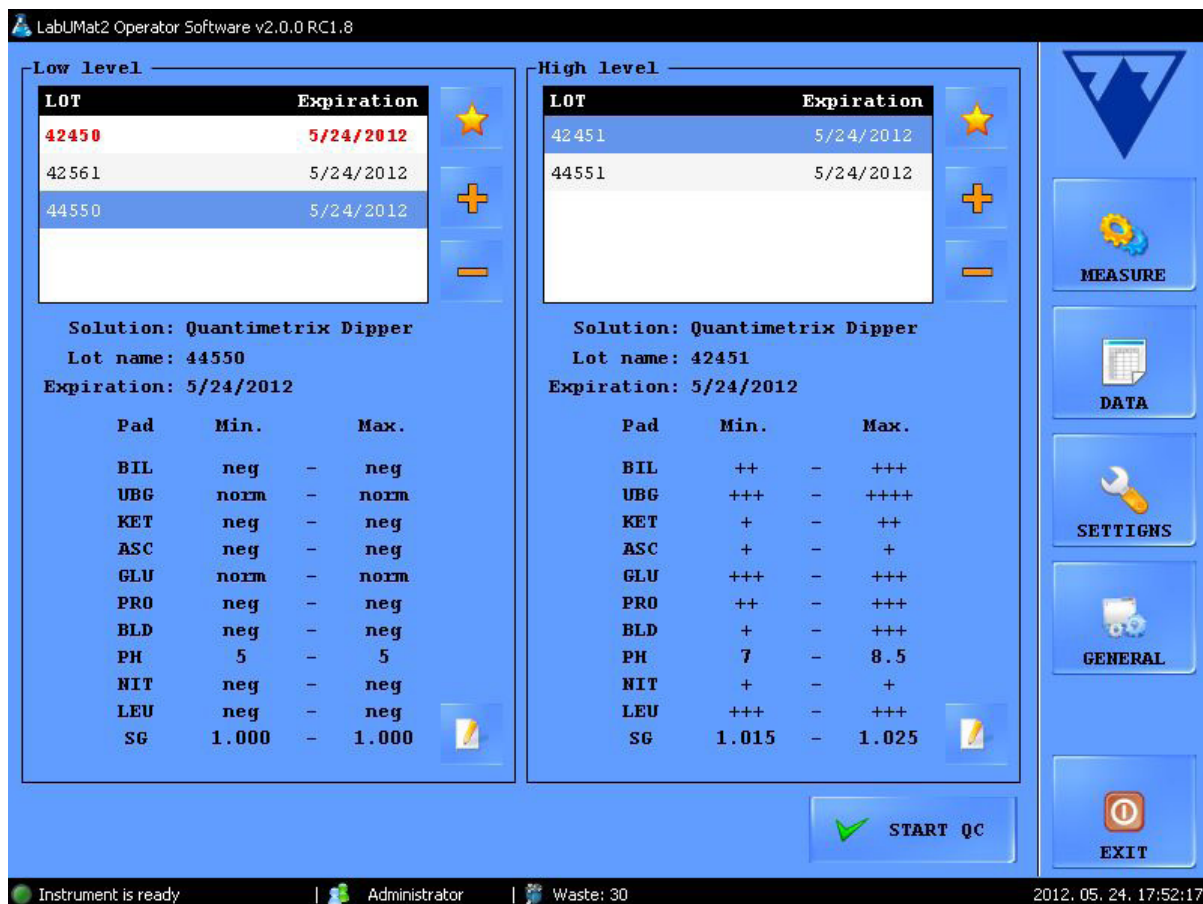 LabUMat2 Operator Software v2.0.0 RC1.8
Low level
LOT Expiration
42450 5/24/2012
42561 5/24/2012
44550 5/24/2012
Solution: Quantimetrix Dipper
Lot name: 44550
Expiration: 5/24/2012
Pad Min. Max.
BIL neg - neg
UBG norm - norm
KET neg - neg
ASC neg - neg
GLU norm - norm
PRO neg - neg
BLD neg - neg
PH 5 - 5
NIT neg - neg
LEU neg - neg
SG 1.000 - 1.000
High level
LOT Expiration
42451 5/24/2012
44551 5/24/2012
Solution: Quantimetrix Dipper
Lot name: 42451
Expiration: 5/24/2012
Pad Min. Max.
BIL ++ - +++
UBG +++ - ++++
KET + - ++
ASC + - +
GLU +++ - +++
PRO ++ - +++
BLD + - +++
PH 7 - 8.5
NIT + - +
LEU +++ - +++
SG 1.015 - 1.025
START QC
MEASURE
DATA
SETTIGNS
GENERAL
EXIT
Instrument is ready | Administrator | Waste: 30 2012. 05. 24. 17:52:17